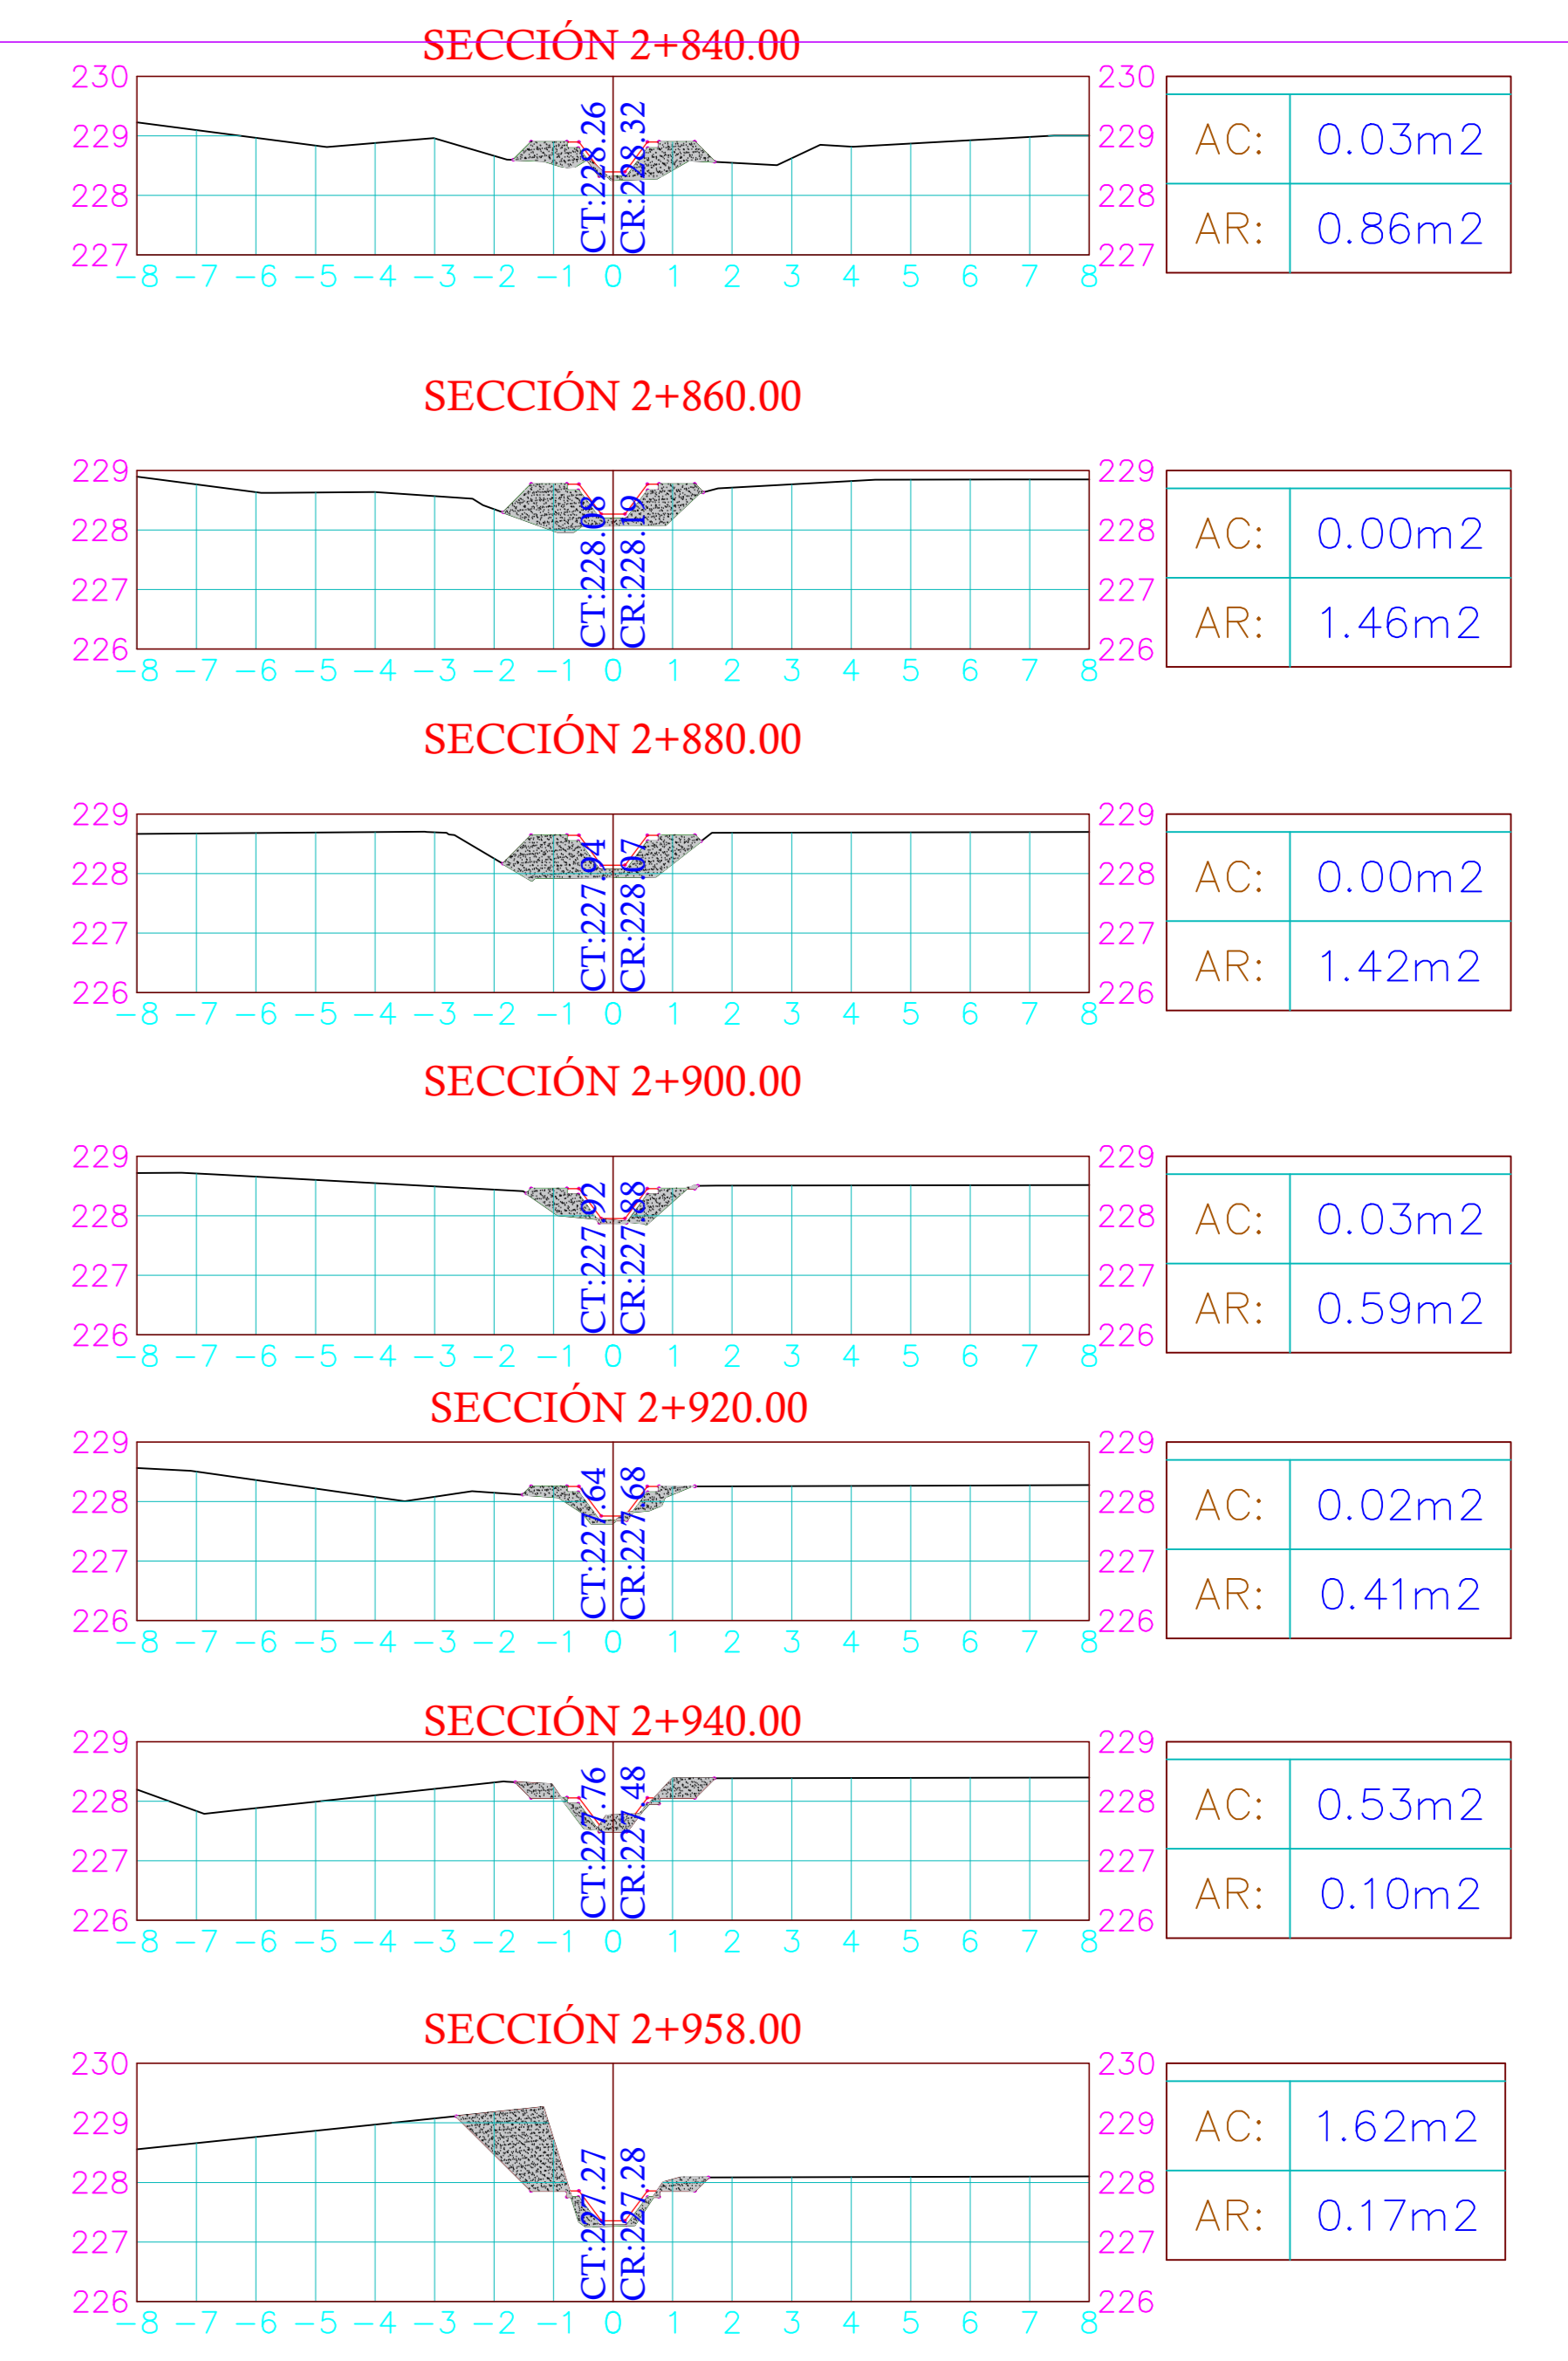 SECCIÓN 2+840.00
230 230
229 229
228 228
227 227
-8 -7 -6 -5 -4 -3 -2 -1 0 1 2 3 4 5 6 7 8
CT:228.26
CR:228.32
AC: 0.03m2
AR: 0.86m2
SECCIÓN 2+860.00
229 229
228 228
227 227
226 226
-8 -7 -6 -5 -4 -3 -2 -1 0 1 2 3 4 5 6 7 8
CT:228.08
CR:228.19
AC: 0.00m2
AR: 1.46m2
SECCIÓN 2+880.00
229 229
228 228
227 227
226 226
-8 -7 -6 -5 -4 -3 -2 -1 0 1 2 3 4 5 6 7 8
CT:227.94
CR:228.07
AC: 0.00m2
AR: 1.42m2
SECCIÓN 2+900.00
229 229
228 228
227 227
226 226
-8 -7 -6 -5 -4 -3 -2 -1 0 1 2 3 4 5 6 7 8
CT:227.92
CR:227.88
AC: 0.03m2
AR: 0.59m2
SECCIÓN 2+920.00
229 229
228 228
227 227
226 226
-8 -7 -6 -5 -4 -3 -2 -1 0 1 2 3 4 5 6 7 8
CT:227.64
CR:227.68
AC: 0.02m2
AR: 0.41m2
SECCIÓN 2+940.00
229 229
228 228
227 227
226 226
-8 -7 -6 -5 -4 -3 -2 -1 0 1 2 3 4 5 6 7 8
CT:227.76
CR:227.48
AC: 0.53m2
AR: 0.10m2
SECCIÓN 2+958.00
230 230
229 229
228 228
227 227
226 226
-8 -7 -6 -5 -4 -3 -2 -1 0 1 2 3 4 5 6 7 8
CT:227.27
CR:227.28
AC: 1.62m2
AR: 0.17m2